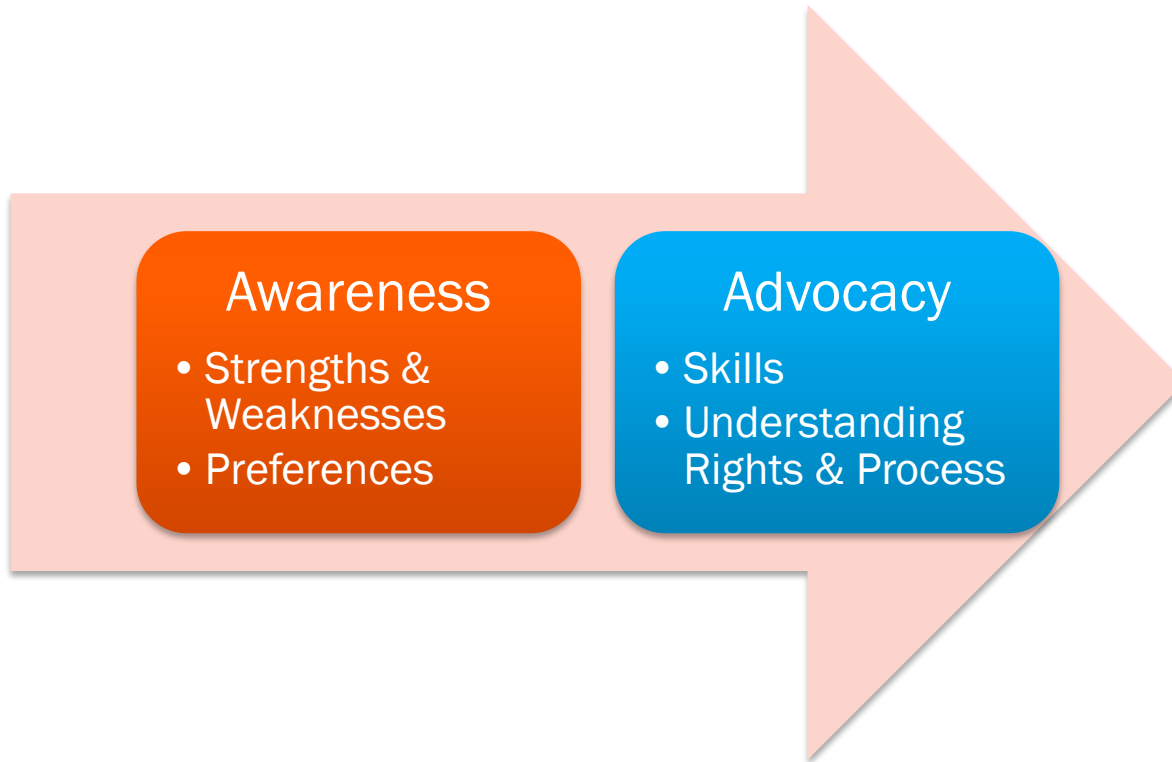 Awareness
• Strengths &
Weaknesses
• Preferences
Advocacy
• Skills
• Understanding
Rights & Process